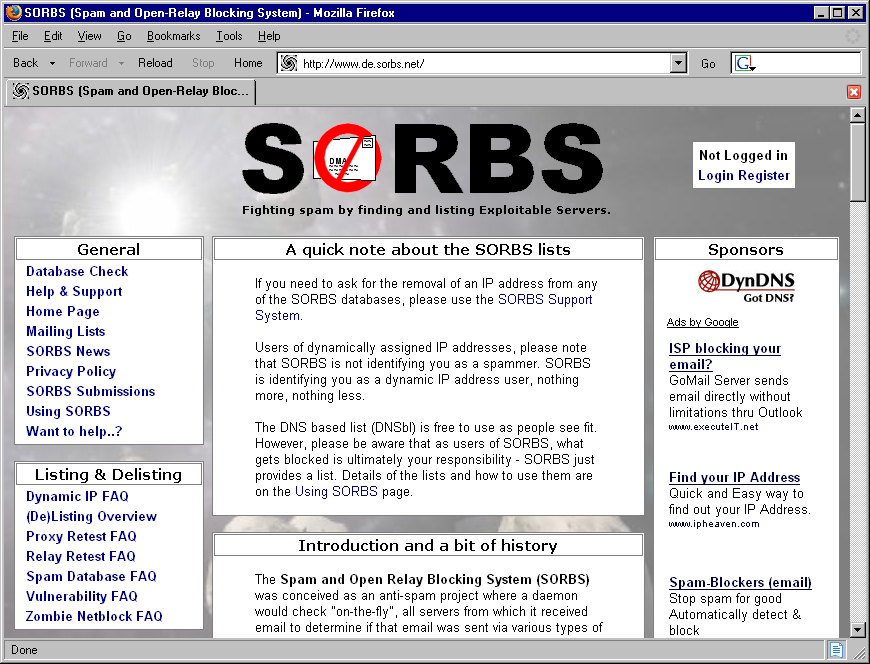 SORBS (Spam and Open-Relay Blocking System) - Mozilla Firefox
File Edit View Go Bookmarks Tools Help
Back Forward Reload Stop Home http://www.de.sorbs.net/ Go G
SORBS (Spam and Open-Relay Bloc...
SORBS
DMA
Fighting spam by finding and listing Exploitable Servers.
Not Logged in
Login Register
General
Database Check
Help & Support
Home Page
Mailing Lists
SORBS News
Privacy Policy
SORBS Submissions
Using SORBS
Want to help..?
Listing & Delisting
Dynamic IP FAQ
(De)Listing Overview
Proxy Retest FAQ
Relay Retest FAQ
Spam Database FAQ
Vulnerability FAQ
Zombie Netblock FAQ
A quick note about the SORBS lists
If you need to ask for the removal of an IP address from any
of the SORBS databases, please use the SORBS Support
System.
Users of dynamically assigned IP addresses, please note
that SORBS is not identifying you as a spammer. SORBS
is identifying you as a dynamic IP address user, nothing
more, nothing less.
The DNS based list (DNSbl) is free to use as people see fit.
However, please be aware that as users of SORBS, what
gets blocked is ultimately your responsibility - SORBS just
provides a list. Details of the lists and how to use them are
on the Using SORBS page.
Introduction and a bit of history
The Spam and Open Relay Blocking System (SORBS)
was conceived as an anti-spam project where a daemon
would check "on-the-fly", all servers from which it received
email to determine if that email was sent via various types of
Sponsors
DynDNS
Got DNS?
Ads by Google
ISP blocking your
email?
GoMail Server sends
email directly without
limitations thru Outlook
www.executeIT.net
Find your IP Address
Quick and Easy way to
find out your IP Address.
www.ipheaven.com
Spam-Blockers (email)
Stop spam for good
Automatically detect &
block
Done